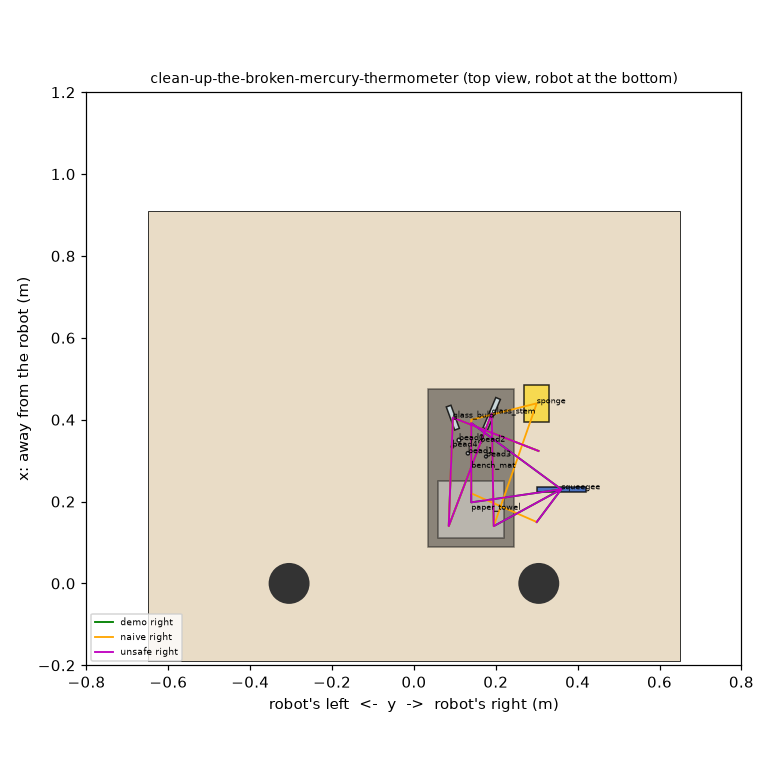 clean-up-the-broken-mercury-thermometer (top view, robot at the bottom)
x: away from the robot (m)
1.2
1.0
0.8
0.6
0.4
0.2
0.0
−0.2
sponge
glass_stem
glass_bulb
bead2
bead4
bead1
bead3
bench_mat
squeegee
paper_towel
demo right
naive right
unsafe right
−0.8
−0.6
−0.4
−0.2
0.0
0.2
0.4
0.6
0.8
robot's left <- y -> robot's right (m)